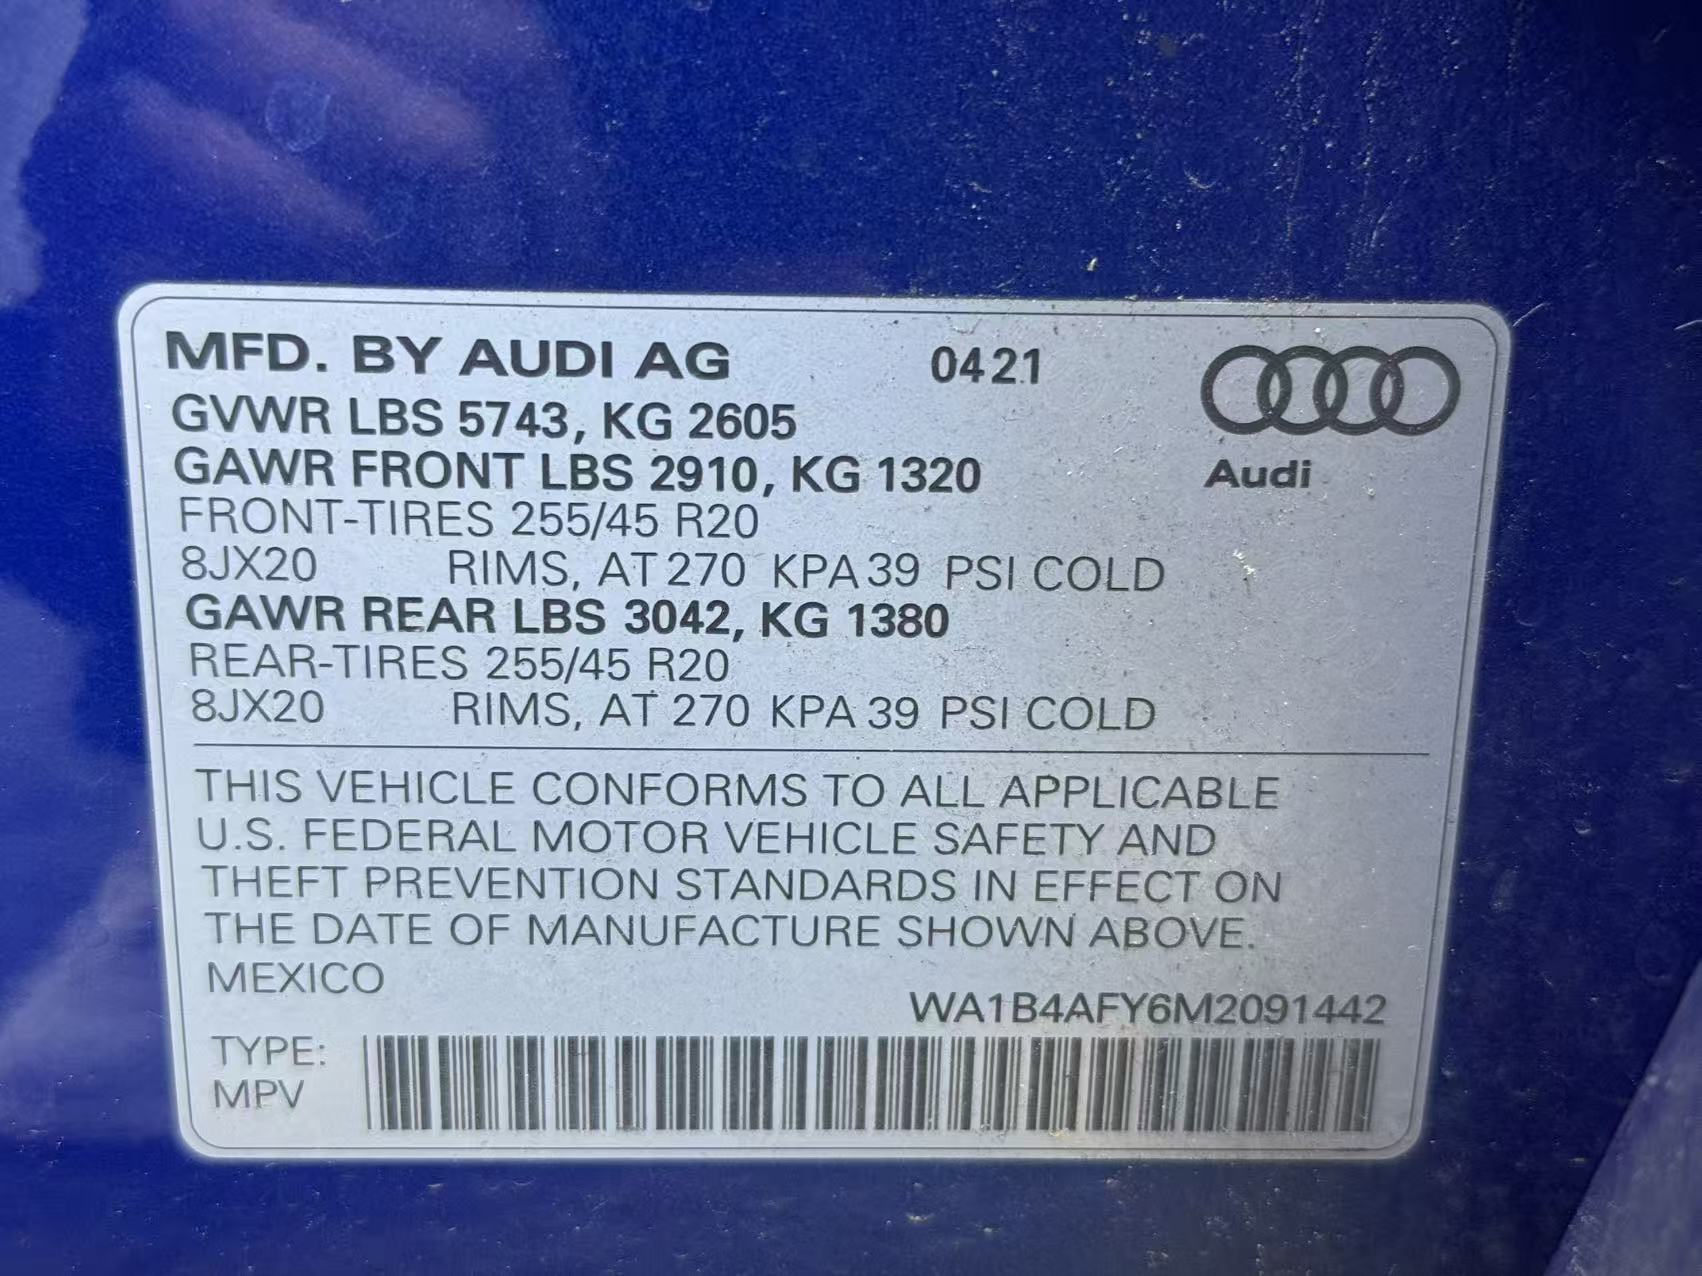 MFD. BY AUDI AG 04 21
GVWR LBS 5743, KG 2605
GAWR FRONT LBS 2910, KG 1320
Audi
FRONT-TIRES 255/45 R20
8JX20 RIMS, AT 270 KPA 39 PSI COLD
GAWR REAR LBS 3042, KG 1380
REAR-TIRES 255/45 R20
8JX20 RIMS, AT 270 KPA 39 PSI COLD
THIS VEHICLE CONFORMS TO ALL APPLICABLE
U.S. FEDERAL MOTOR VEHICLE SAFETY AND
THEFT PREVENTION STANDARDS IN EFFECT ON
THE DATE OF MANUFACTURE SHOWN ABOVE.
MEXICO
WA1B4AFY6M2091442
TYPE:
MPV